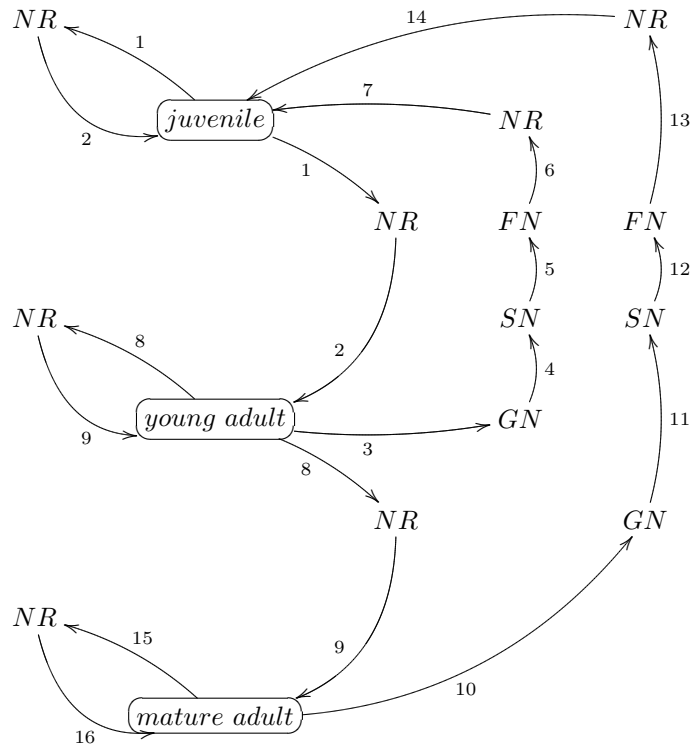 NR 14 NR
1
7
juvenile NR 13
2
1 6
NR FN FN
5 12
NR SN SN
8 2
4
young adult GN 11
9 3
8
NR GN
NR 15 9
10
mature adult
16